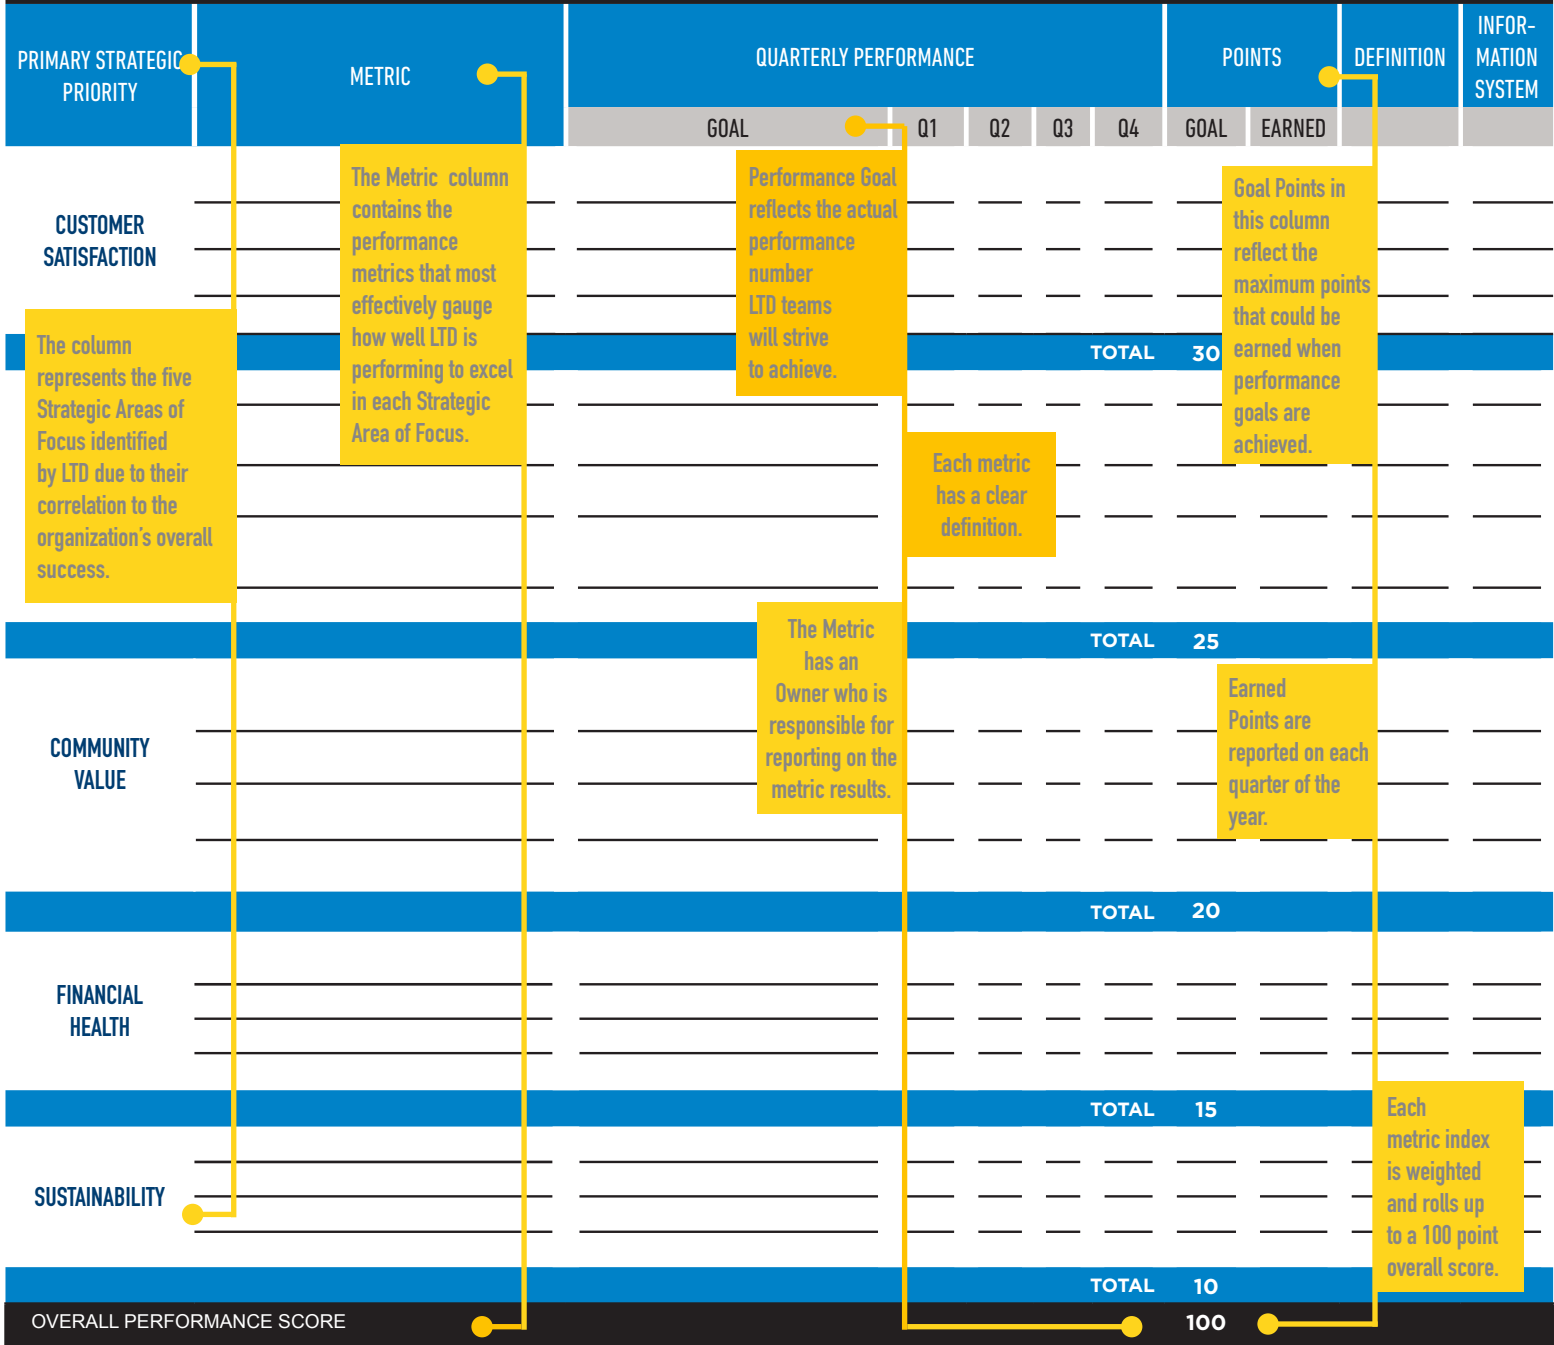 PRIMARY STRATEGIC
PRIORITY
METRIC
QUARTERLY PERFORMANCE
POINTS
DEFINITION
INFOR-
MATION
SYSTEM
GOAL
Q1
Q2
Q3
Q4
GOAL
EARNED
CUSTOMER
SATISFACTION
The Metric column
contains the
performance
metrics that most
effectively gauge
how well LTD is
performing to excel
in each Strategic
Area of Focus.
Performance Goal
reflects the actual
performance
number
LTD teams
will strive
to achieve.
Goal Points in
this column
reflect the
maximum points
that could be
earned when
performance
goals are
achieved.
The column
represents the five
Strategic Areas of
Focus identified
by LTD due to their
correlation to the
organization's overall
success.
TOTAL 30
Each metric
has a clear
definition.
The Metric
has an
Owner who is
responsible for
reporting on the
metric results.
TOTAL 25
COMMUNITY
VALUE
Earned
Points are
reported on each
quarter of the
year.
TOTAL 20
FINANCIAL
HEALTH
TOTAL 15
Each
metric index
is weighted
and rolls up
to a 100 point
overall score.
SUSTAINABILITY
TOTAL 10
OVERALL PERFORMANCE SCORE
100